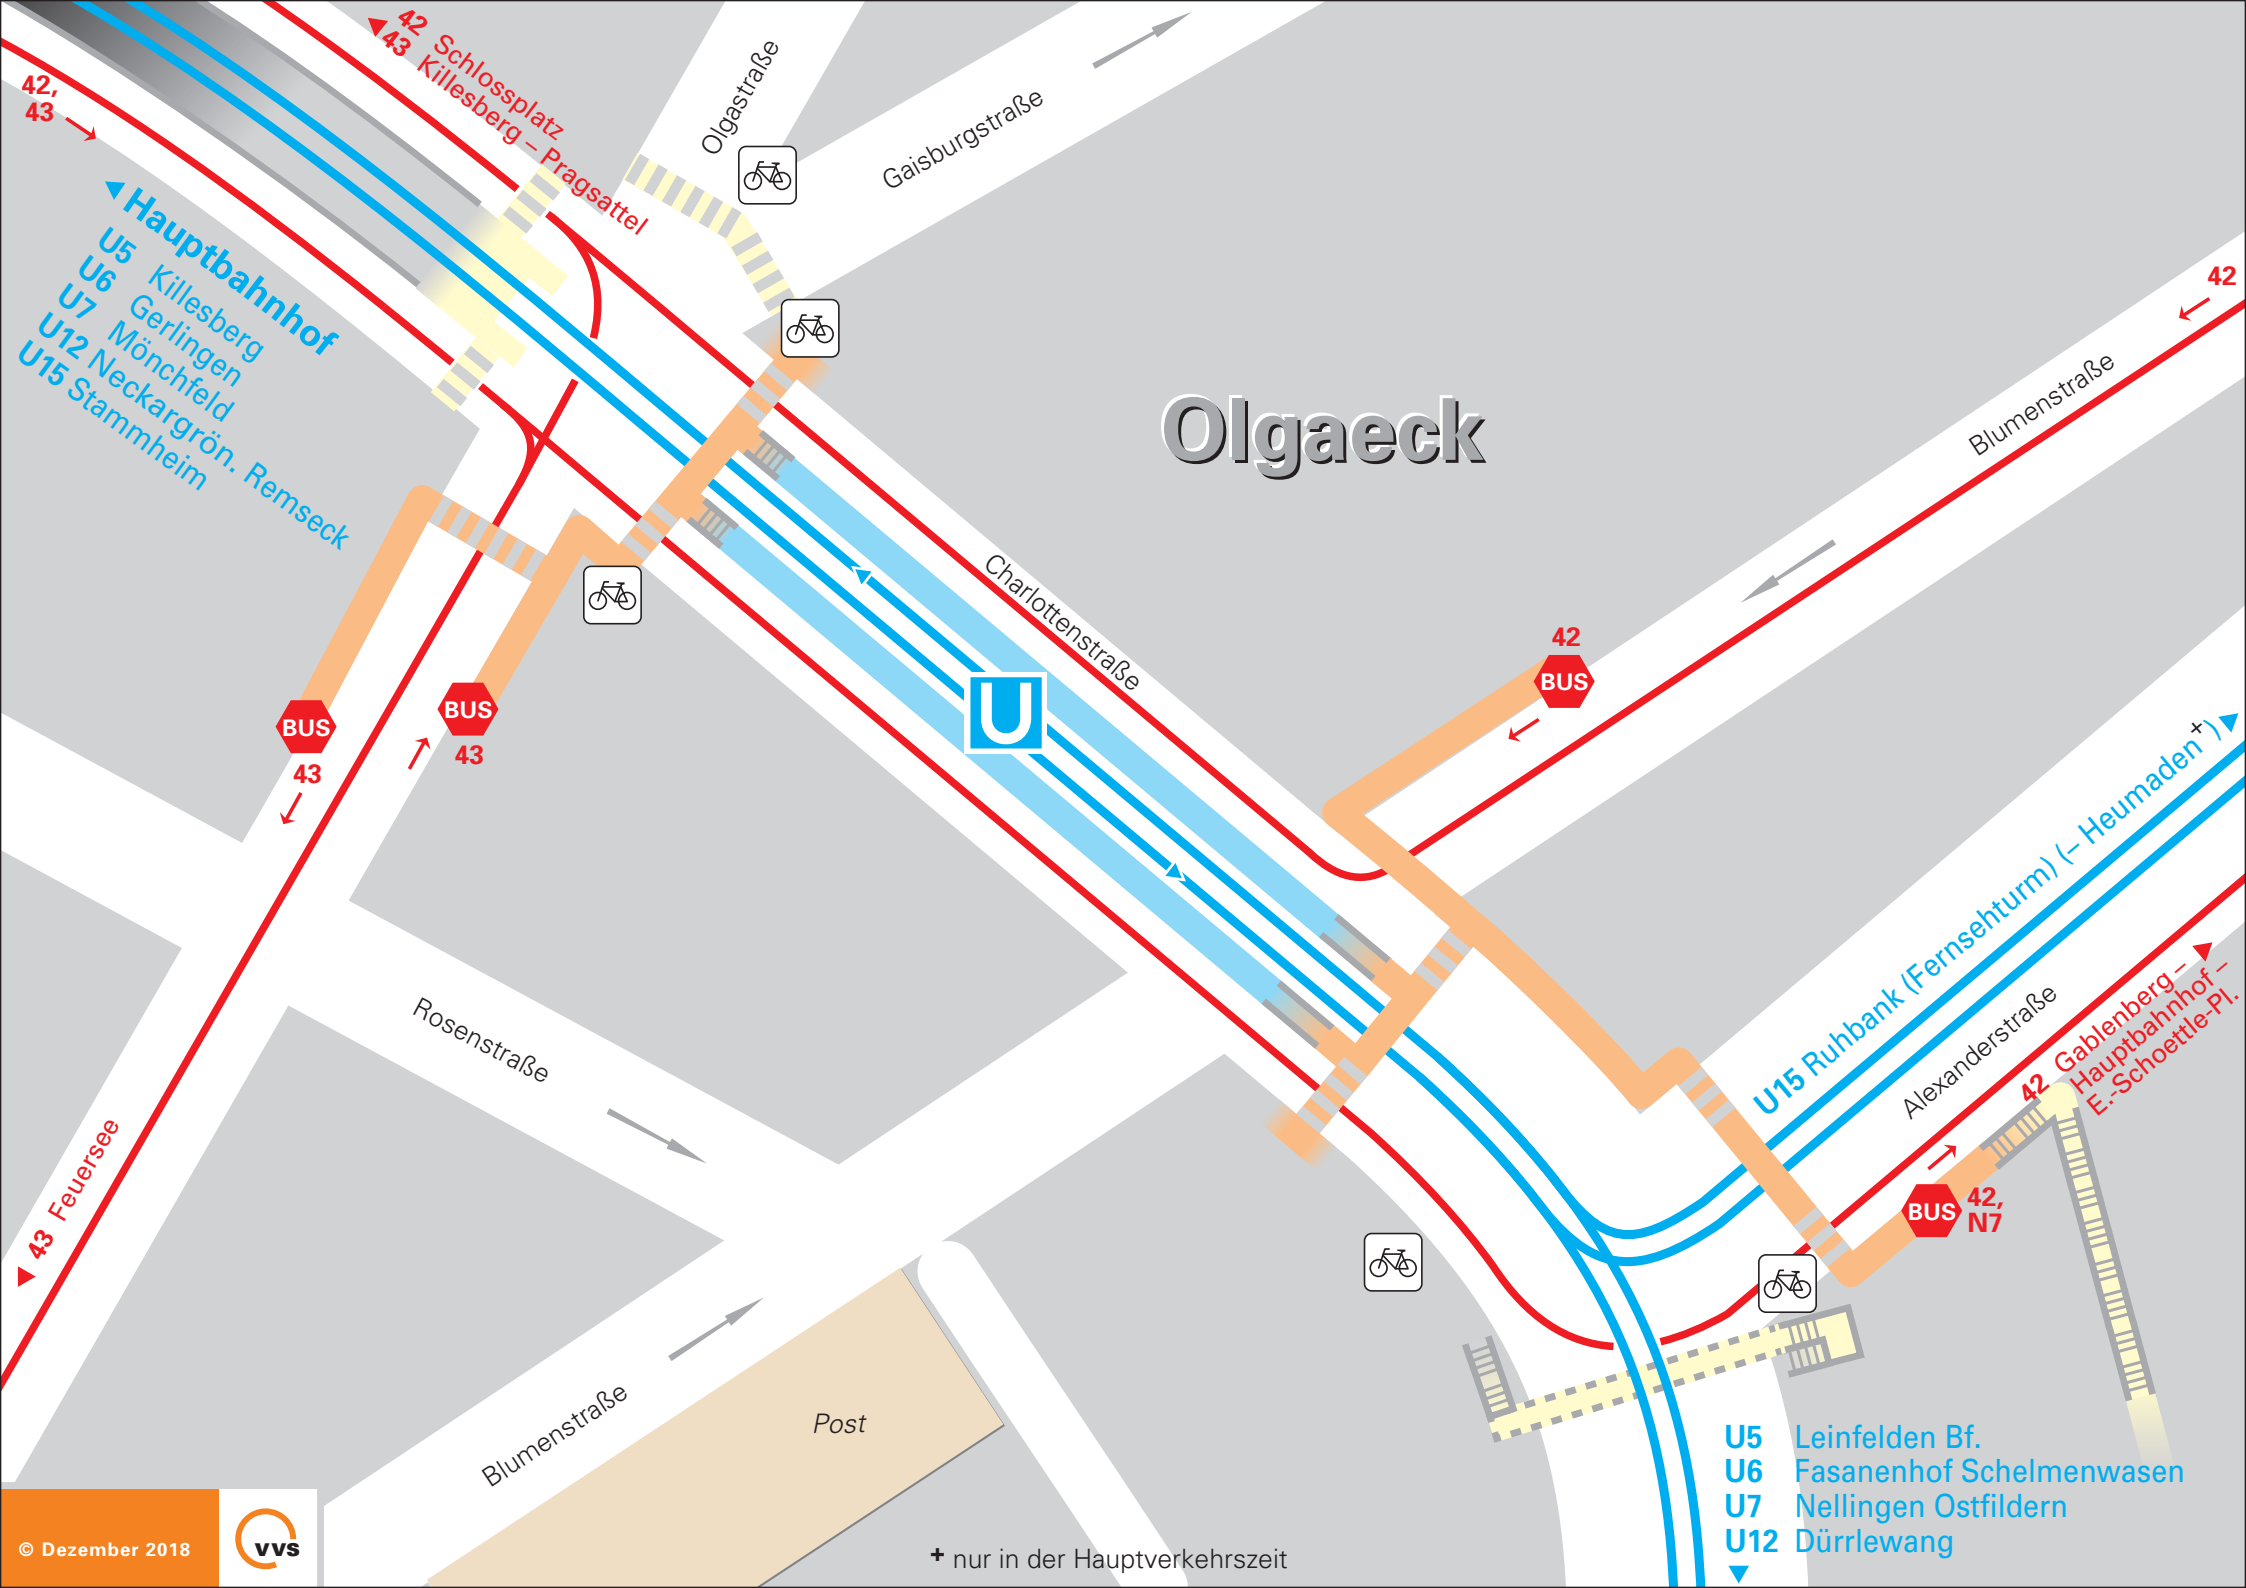 42 Schlossplatz
43 Killesberg – Pragsattel
42,
43
Olgastraße
Gaisburgstraße
Hauptbahnhof
U5 Killesberg
U6 Gerlingen
U7 Mönchfeld
U12 Neckargrön. Remseck
U15 Stammheim
42
Blumenstraße
Olgaeck
Charlottenstraße
42
BUS
BUS
43
BUS
43
U
U15 Ruhbank (Fernsehturm) (– Heumaden+)
Alexanderstraße
42 Gablenberg –
Hauptbahnhof –
E.-Schoettle-Pl.
BUS
42,
N7
Rosenstraße
43 Feuersee
Blumenstraße
Post
U5 Leinfelden Bf.
U6 Fasanenhof Schelmenwasen
U7 Nellingen Ostfildern
U12 Dürrlewang
© Dezember 2018
vvs
+ nur in der Hauptverkehrszeit